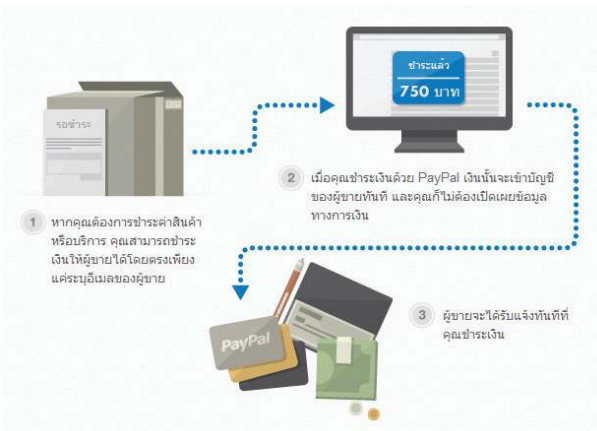 รอชำระ
1
หากคุณต้องการชำระค่าสินค้า
หรือบริการ คุณสามารถชำระ
เงินให้ผู้ขายได้โดยตรงเพียง
แค่ระบุอีเมลของผู้ขาย
ชำระแล้ว
750 บาท
2
เมื่อคุณชำระเงินด้วย PayPal เงินนั้นจะเข้าบัญชี
ของผู้ขายทันที และคุณก็ไม่ต้องเปิดเผยข้อมูล
ทางการเงิน
PayPal
3
ผู้ขายจะได้รับแจ้งทันทีที่
คุณชำระเงิน